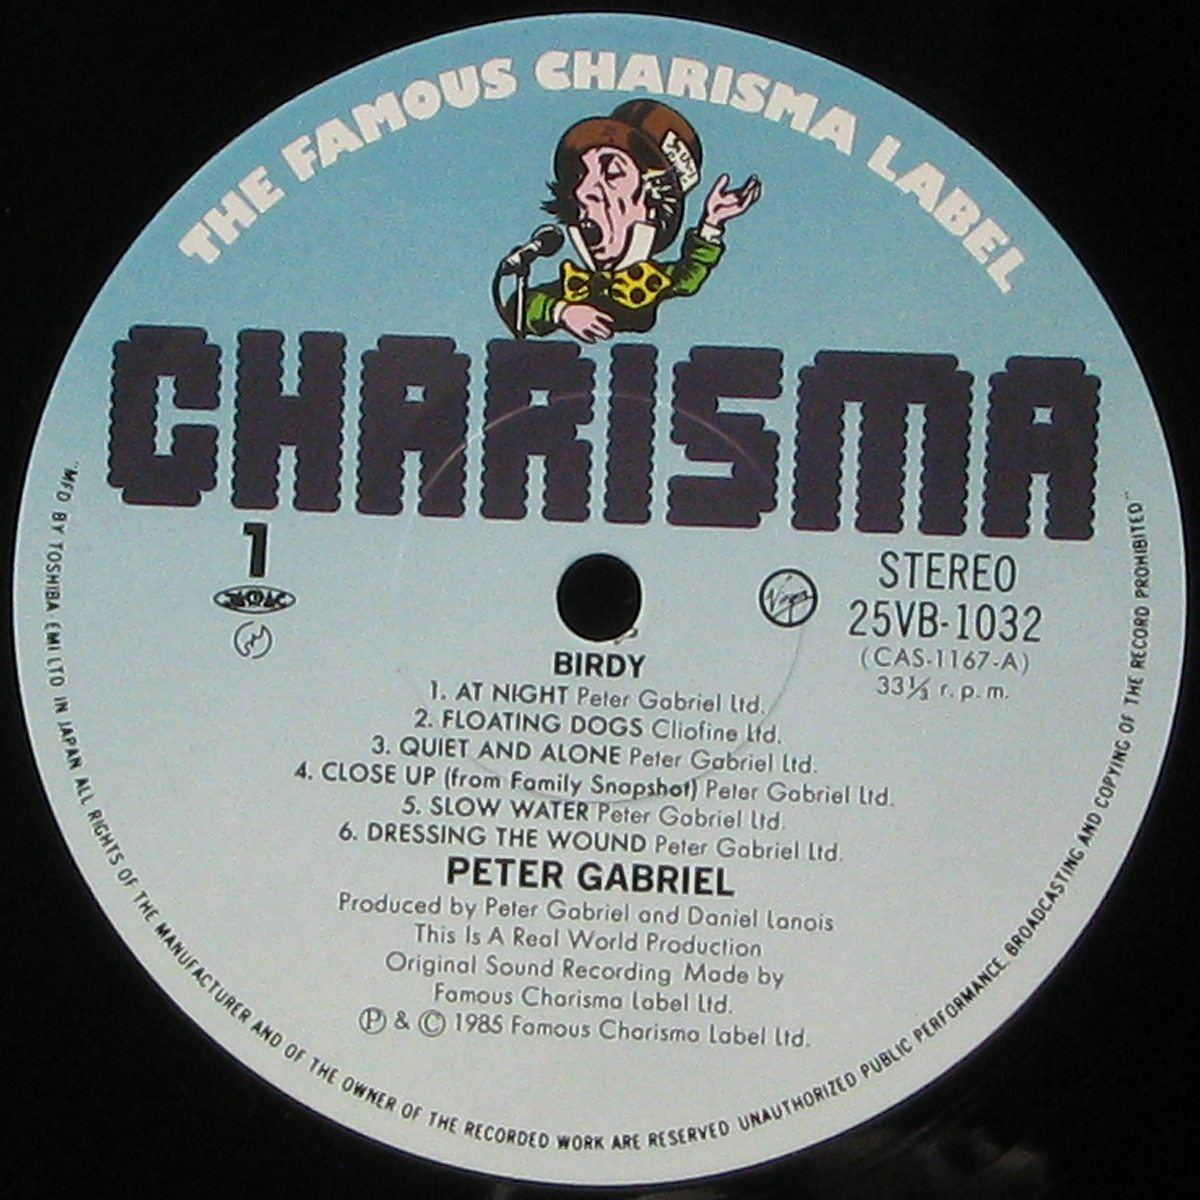 THE FAMOUS CHARISMA LABEL
CHARISMA
1
Virgin
STEREO
25VB-1032
(CAS-1167-A)
33⅓ r.p.m.
BIRDY
1. AT NIGHT Peter Gabriel Ltd.
2. FLOATING DOGS Cliofine Ltd.
3. QUIET AND ALONE Peter Gabriel Ltd.
4. CLOSE UP (from Family Snapshot) Peter Gabriel Ltd.
5. SLOW WATER Peter Gabriel Ltd.
6. DRESSING THE WOUND Peter Gabriel Ltd.
PETER GABRIEL
Produced by Peter Gabriel and Daniel Lanois
This Is A Real World Production
Original Sound Recording Made by
Famous Charisma Label Ltd.
℗ & © 1985 Famous Charisma Label Ltd.
"MFD BY TOSHIBA EMI LTD IN JAPAN ALL RIGHTS OF THE MANUFACTURER AND OF THE OWNER OF THE RECORDED WORK ARE RESERVED UNAUTHORIZED PUBLIC PERFORMANCE BROADCASTING AND COPYING OF THE RECORD PROHIBITED"